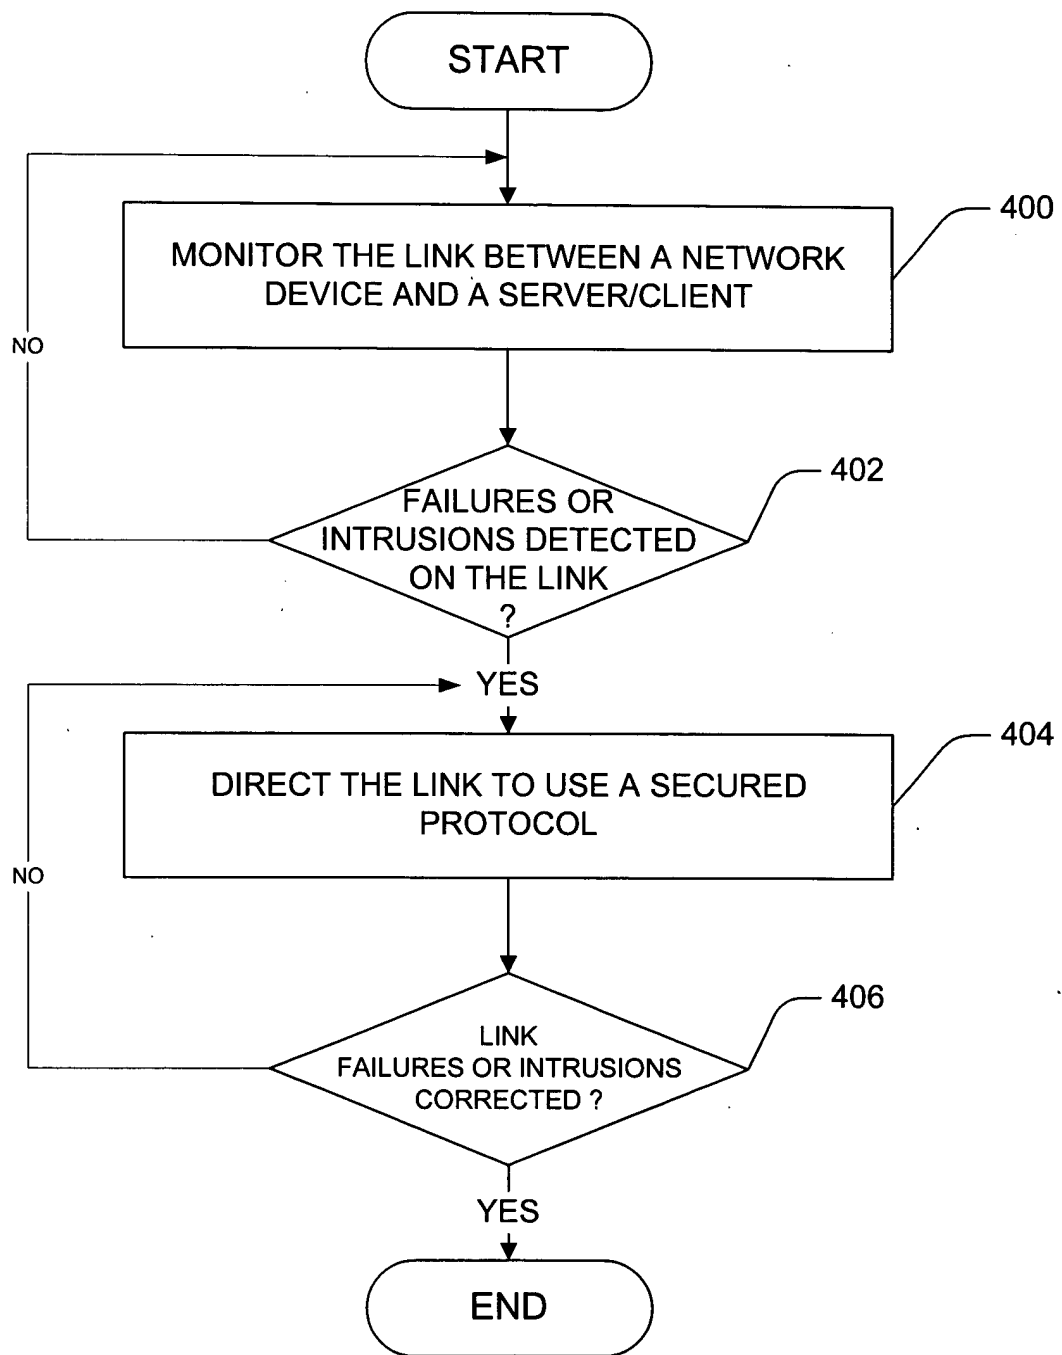 START
400
MONITOR THE LINK BETWEEN A NETWORK
DEVICE AND A SERVER/CLIENT
NO
402
FAILURES OR
INTRUSIONS DETECTED
ON THE LINK
?
YES
404
DIRECT THE LINK TO USE A SECURED
PROTOCOL
NO
406
LINK
FAILURES OR INTRUSIONS
CORRECTED ?
YES
END